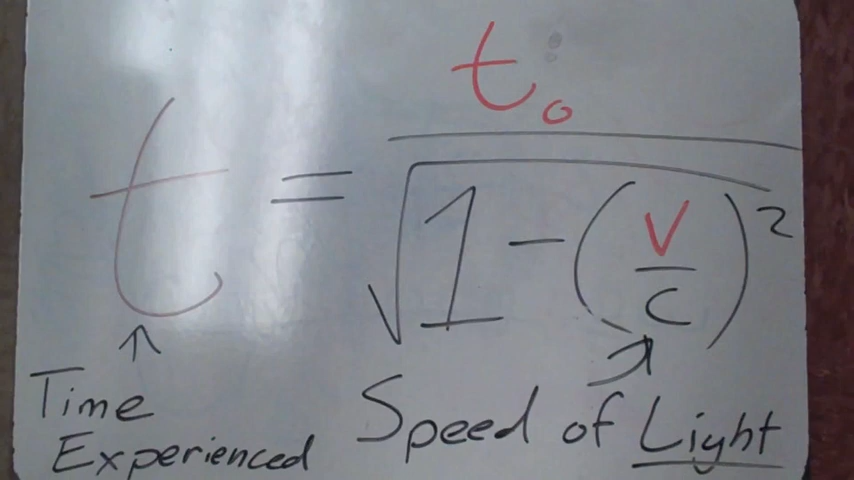 t = t₀ / √(1 - (v/c)²)
Time
Experienced
Speed of Light